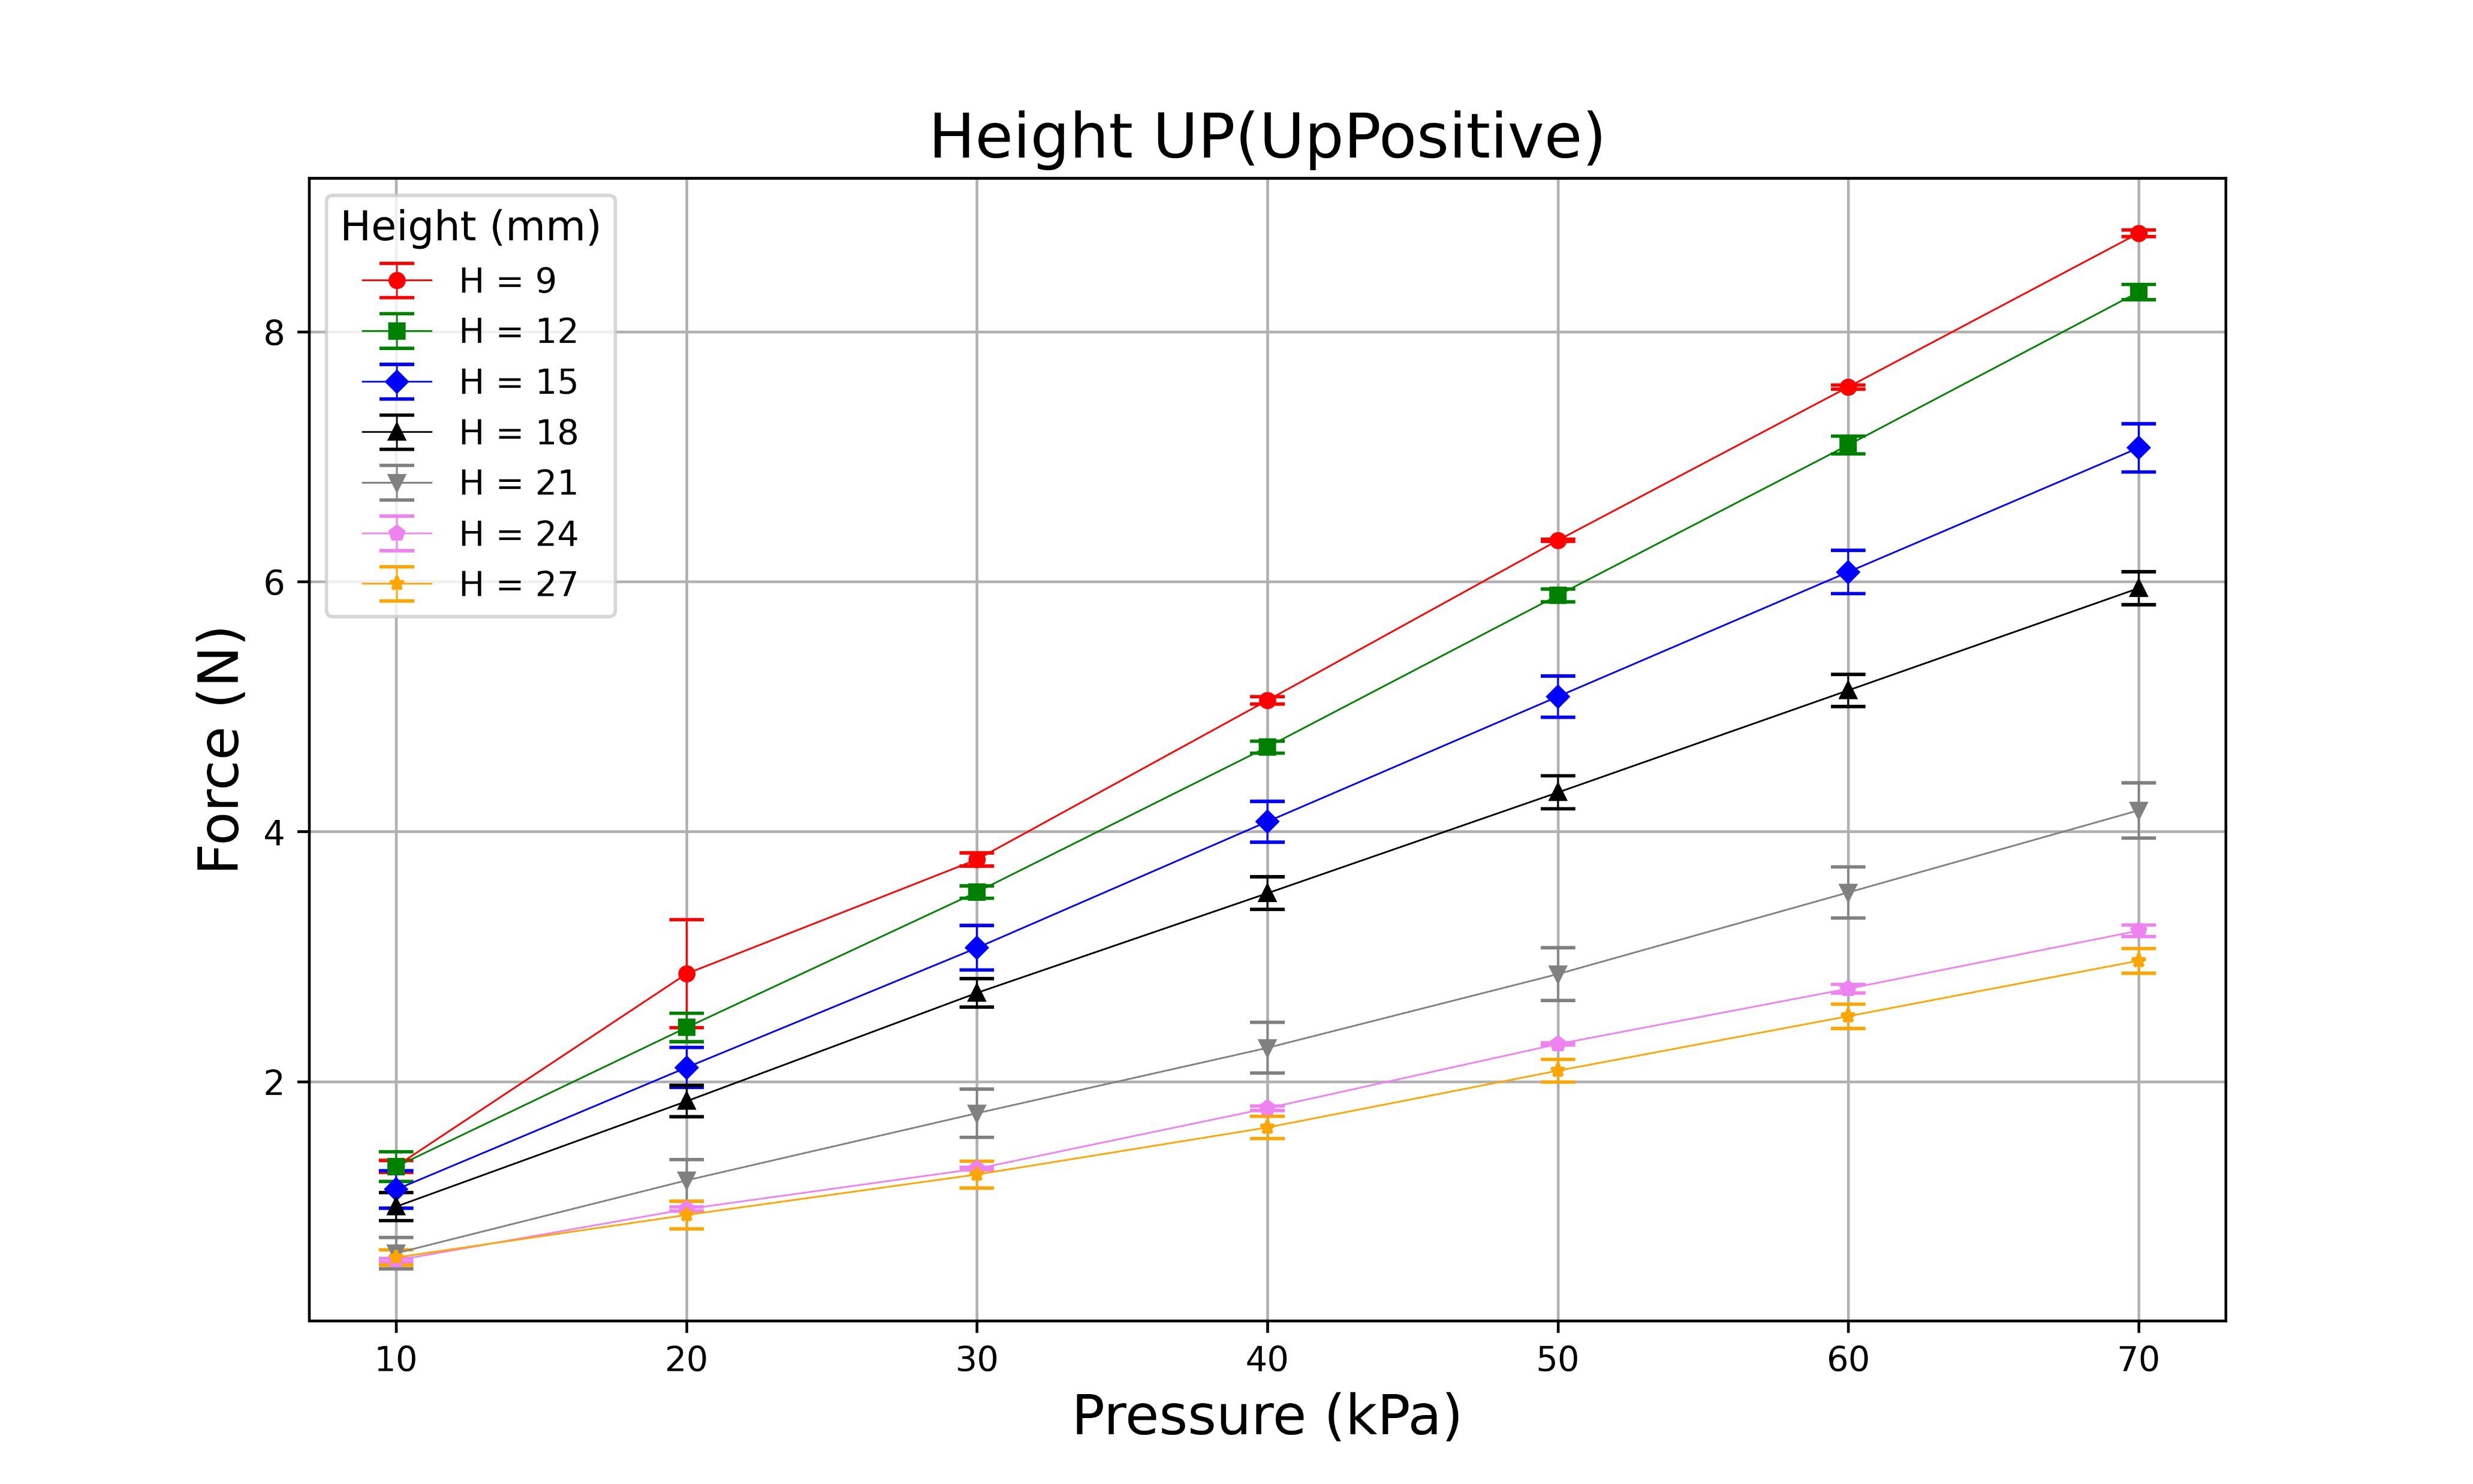 Height UP(UpPositive)
Height (mm)
H = 9
H = 12
H = 15
H = 18
H = 21
H = 24
H = 27
8
6
4
2
Force (N)
10 20 30 40 50 60 70
Pressure (kPa)